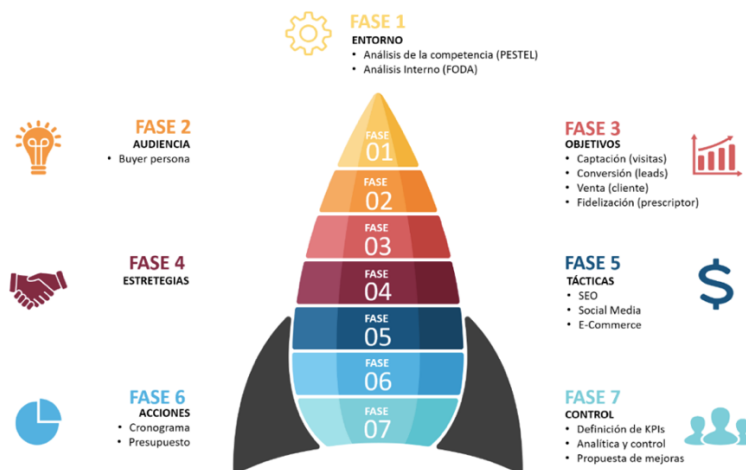 FASE 1
ENTORNO
• Análisis de la competencia (PESTEL)
• Análisis Interno (FODA)
FASE 2
AUDIENCIA
• Buyer persona
FASE 3
OBJETIVOS
• Captación (visitas)
• Conversión (leads)
• Venta (cliente)
• Fidelización (prescriptor)
FASE 4
ESTRETEGIAS
FASE 5
TÁCTICAS
• SEO
• Social Media
• E-Commerce
FASE 6
ACCIONES
• Cronograma
• Presupuesto
FASE 7
CONTROL
• Definición de KPIs
• Analítica y control
• Propuesta de mejoras
FASE
01
FASE
02
FASE
03
FASE
04
FASE
05
FASE
06
FASE
07